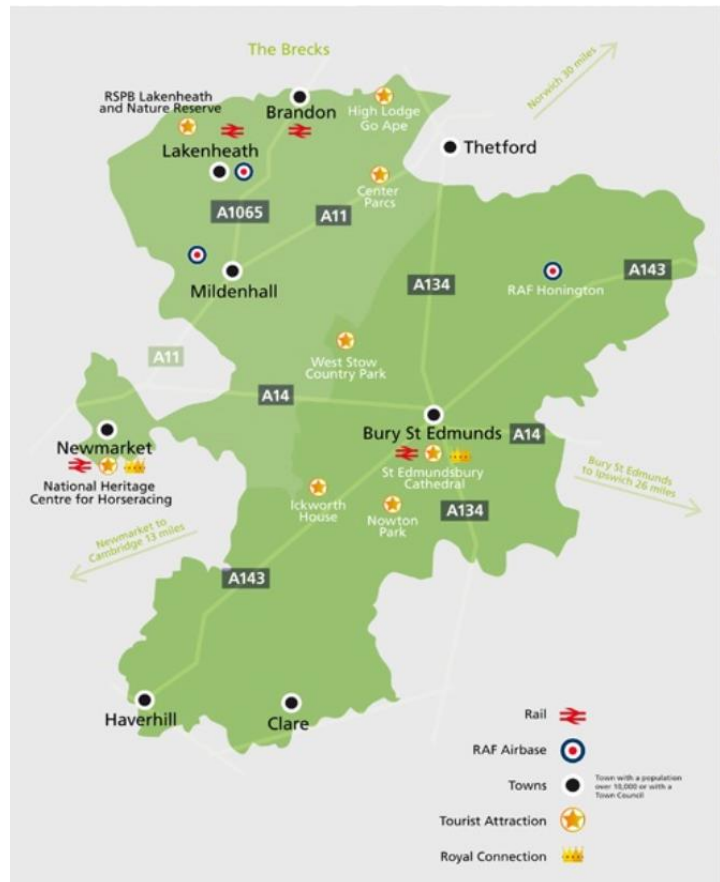 The Brecks
Norwich 30 miles
RSPB Lakenheath
and Nature Reserve
Brandon
High Lodge
Go Ape
Lakenheath
Thetford
Center
Parcs
A1065
A11
Mildenhall
A134
RAF Honington
A143
West Stow
Country Park
A11
A14
Newmarket
National Heritage
Centre for Horseracing
Bury St Edmunds
A14
St Edmundsbury
Cathedral
Bury St Edmunds
to Ipswich 26 miles
Ickworth
House
Nowton
Park
A134
Newmarket to
Cambridge 13 miles
A143
Haverhill
Clare
Rail
RAF Airbase
Towns
Town with a population
over 10,000 or with a
Town Council
Tourist Attraction
Royal Connection